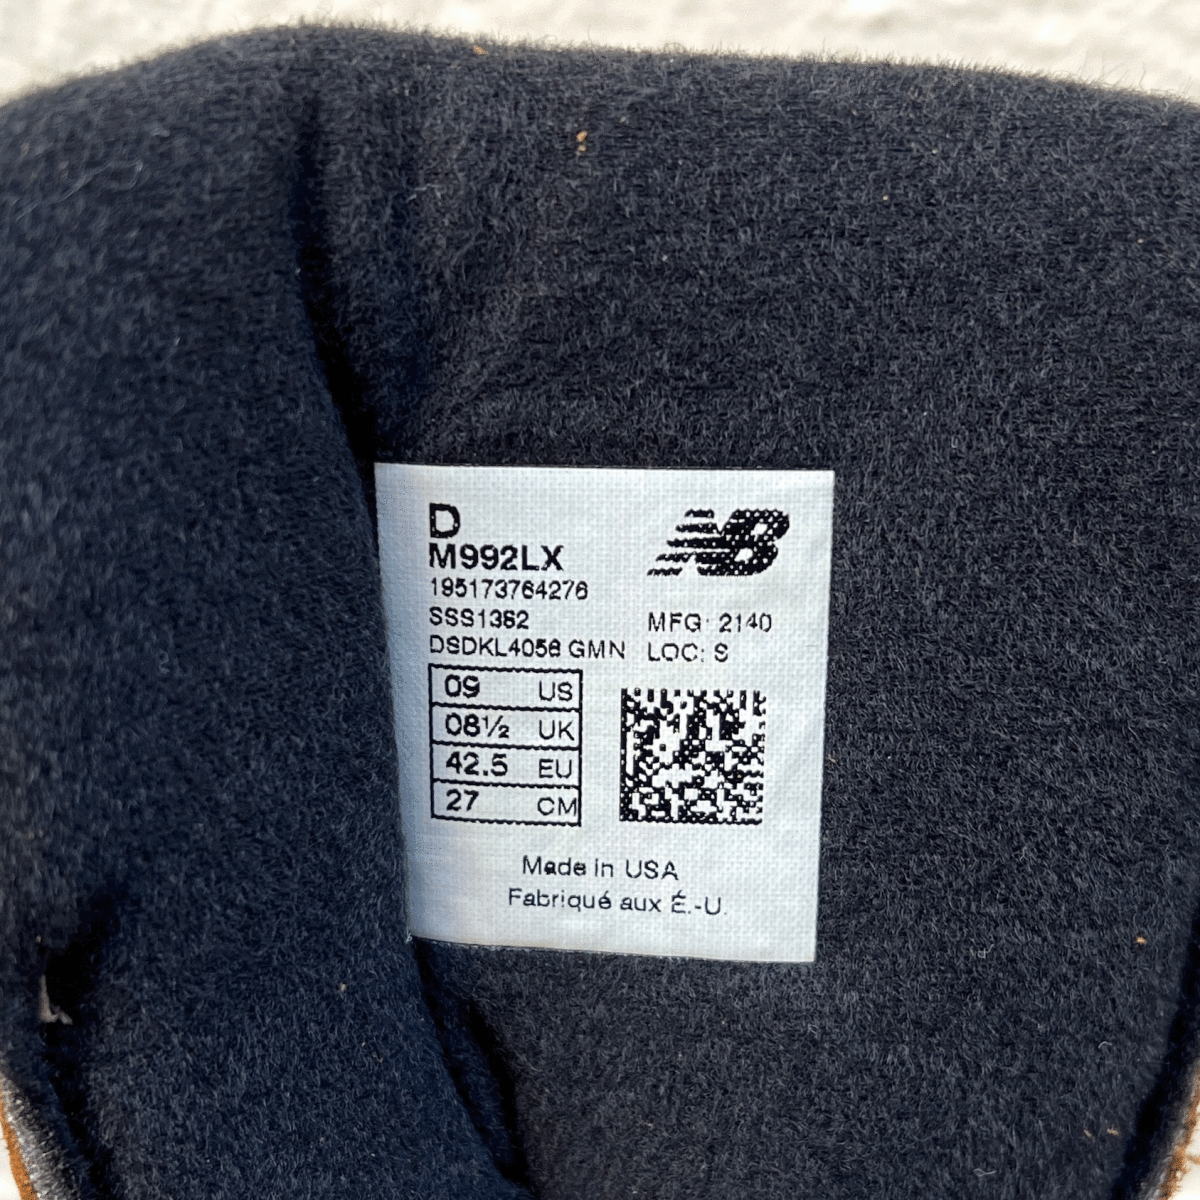 D
M992LX
195173764276
SSS1362
DSDKL4056 GMN
NB
MFG: 2140
LOC: S
09 US
08½ UK
42.5 EU
27 CM
Made in USA
Fabriqué aux É.-U.